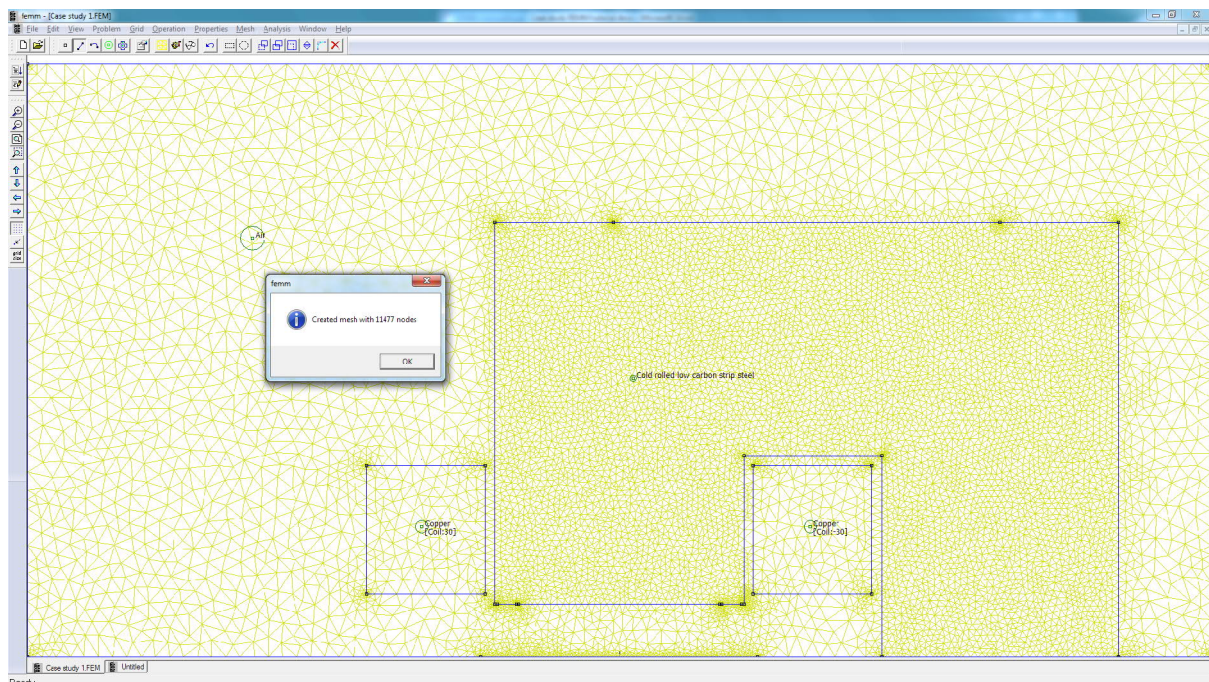 femm - [Case study 1.FEM]
File Edit View Problem Grid Operation Properties Mesh Analysis Window Help
Air
femm
Created mesh with 11477 nodes
OK
Cold rolled low carbon strip steel
Copper
[Coil:30]
Copper
[Coil:-30]
Case study 1.FEM
Untitled
Ready